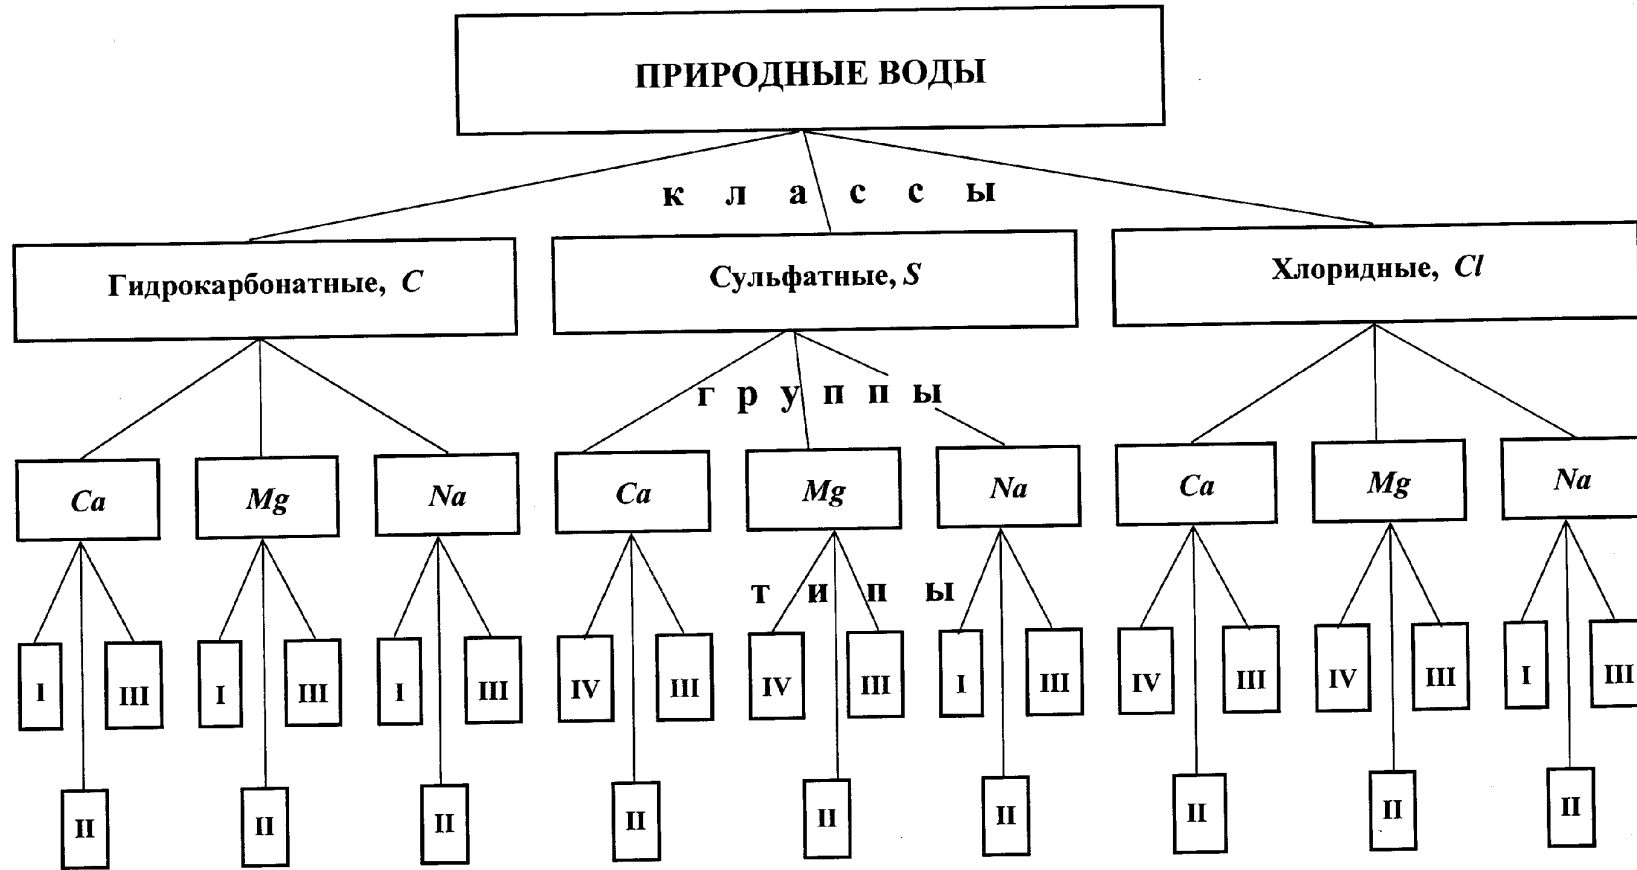 ПРИРОДНЫЕ ВОДЫ
к л а с с ы
Гидрокарбонатные, C
Сульфатные, S
Хлоридные, Cl
г р у п п ы
Ca Mg Na Ca Mg Na Ca Mg Na
т и п ы
I III I III I III IV III IV III I III IV III IV III I III
II II II II II II II II II